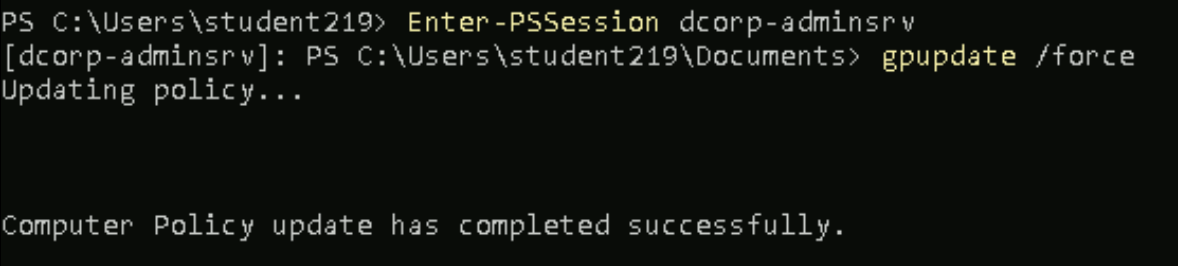 PS C:\Users\student219> Enter-PSSession dcorp-adminsrv
[dcorp-adminsrv]: PS C:\Users\student219\Documents> gpupdate /force
Updating policy...
Computer Policy update has completed successfully.